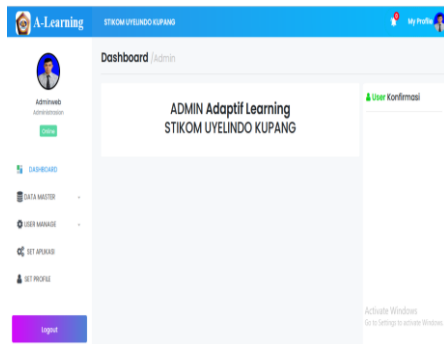 A-Learning
STIKOM UYELINDO KUPANG
My Profile
Adminweb
Administration
Online
DASHBOARD
DATA MASTER
USER MANAGE
SET APLIKASI
SET PROFILE
Logout
Dashboard /Admin
ADMIN Adaptif Learning
STIKOM UYELINDO KUPANG
User Konfirmasi
Activate Windows
Go to Settings to activate Windows.